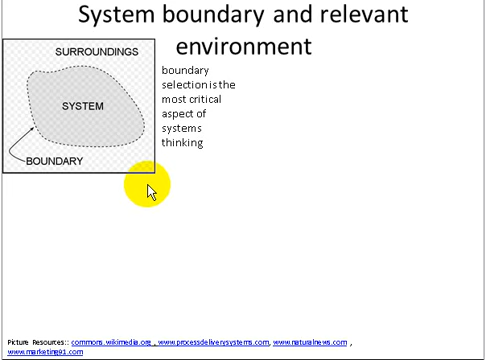 System boundary and relevant
environment
SURROUNDINGS
SYSTEM
BOUNDARY
boundary
selection is the
most critical
aspect of
systems
thinking
Picture Resources:: commons.wikimedia.org , www.processdeliverysystems.com, www.naturalnews.com ,
www.marketing91.com